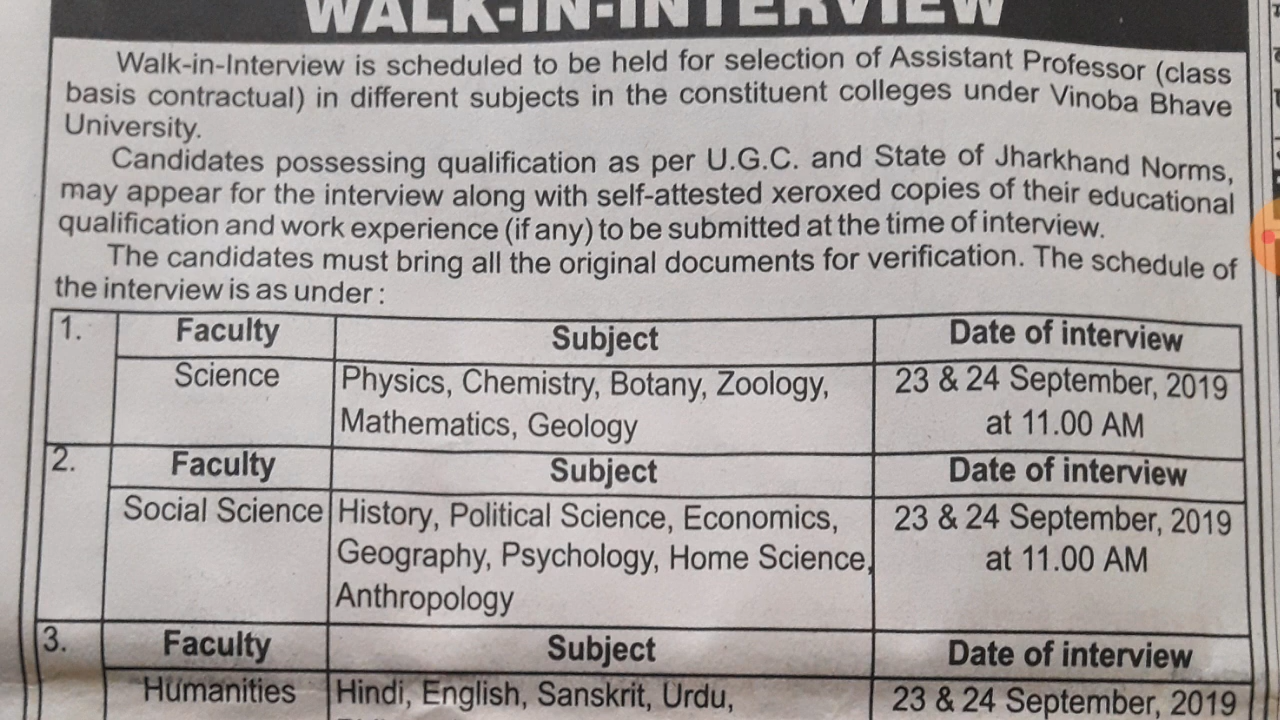 WALK-IN-INTERVIEW
Walk-in-Interview is scheduled to be held for selection of Assistant Professor (class
basis contractual) in different subjects in the constituent colleges under Vinoba Bhave
University.
Candidates possessing qualification as per U.G.C. and State of Jharkhand Norms,
may appear for the interview along with self-attested xeroxed copies of their educational
qualification and work experience (if any) to be submitted at the time of interview.
The candidates must bring all the original documents for verification. The schedule of
the interview is as under :
1. Faculty Subject Date of interview
Science Physics, Chemistry, Botany, Zoology, 23 & 24 September, 2019
Mathematics, Geology at 11.00 AM
2. Faculty Subject Date of interview
Social Science History, Political Science, Economics, 23 & 24 September, 2019
Geography, Psychology, Home Science, at 11.00 AM
Anthropology
3. Faculty Subject Date of interview
Humanities Hindi, English, Sanskrit, Urdu, 23 & 24 September, 2019